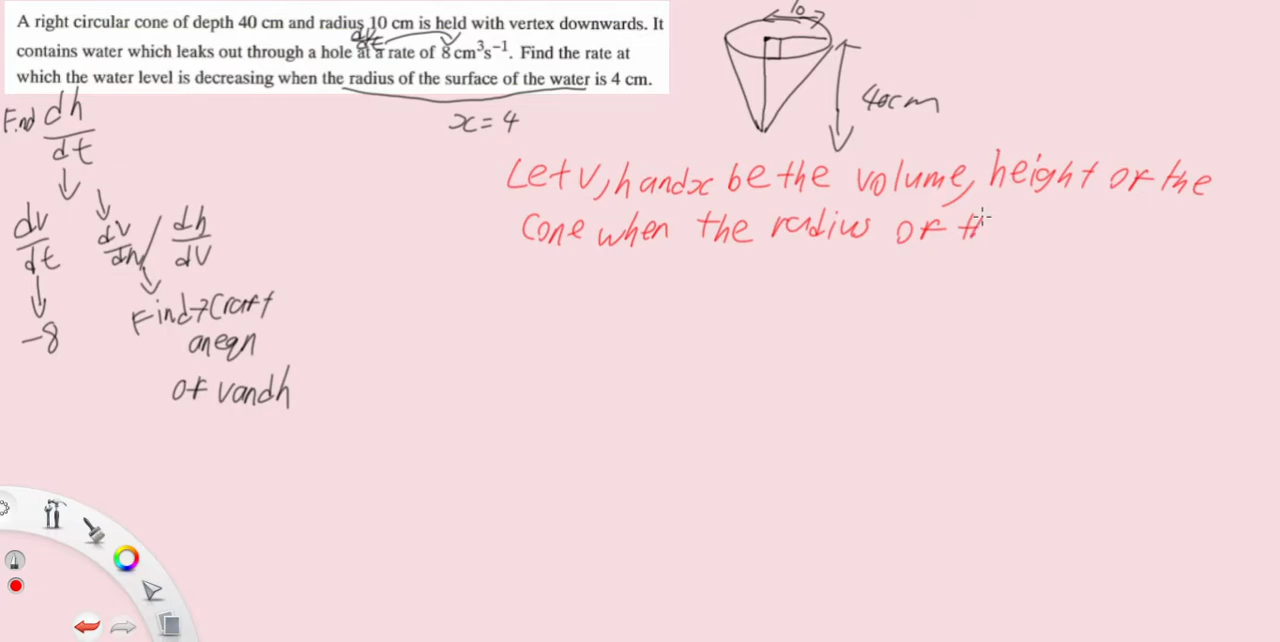 A right circular cone of depth 40 cm and radius 10 cm is held with vertex downwards. It
contains water which leaks out through a hole at a rate of 8 cm³s⁻¹. Find the rate at
which the water level is decreasing when the radius of the surface of the water is 4 cm.
dv/dt
x = 4
10
40cm
Find dh/dt
dv/dt
dv/dh / dh/dv
-8
Find→Craft
an eqn
of v and h
Let v, h and x be the volume, height of the
cone when the radius of th